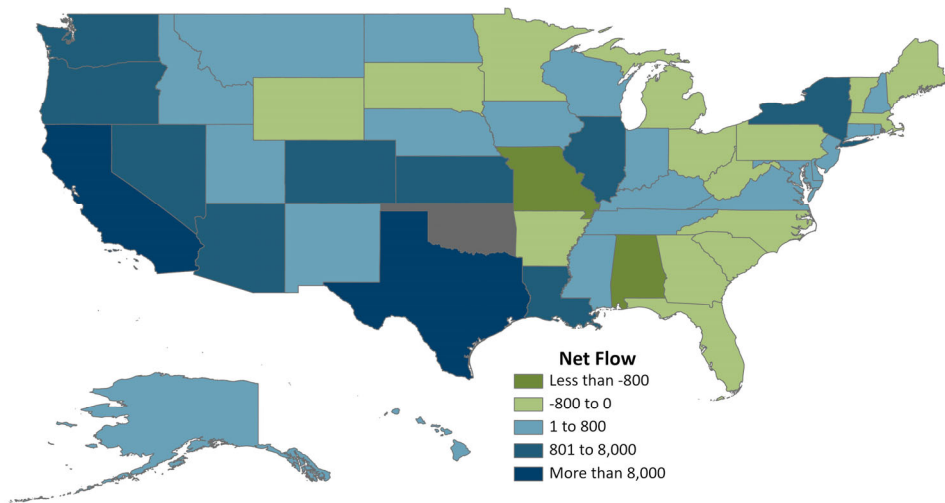 Net Flow
Less than -800
-800 to 0
1 to 800
801 to 8,000
More than 8,000